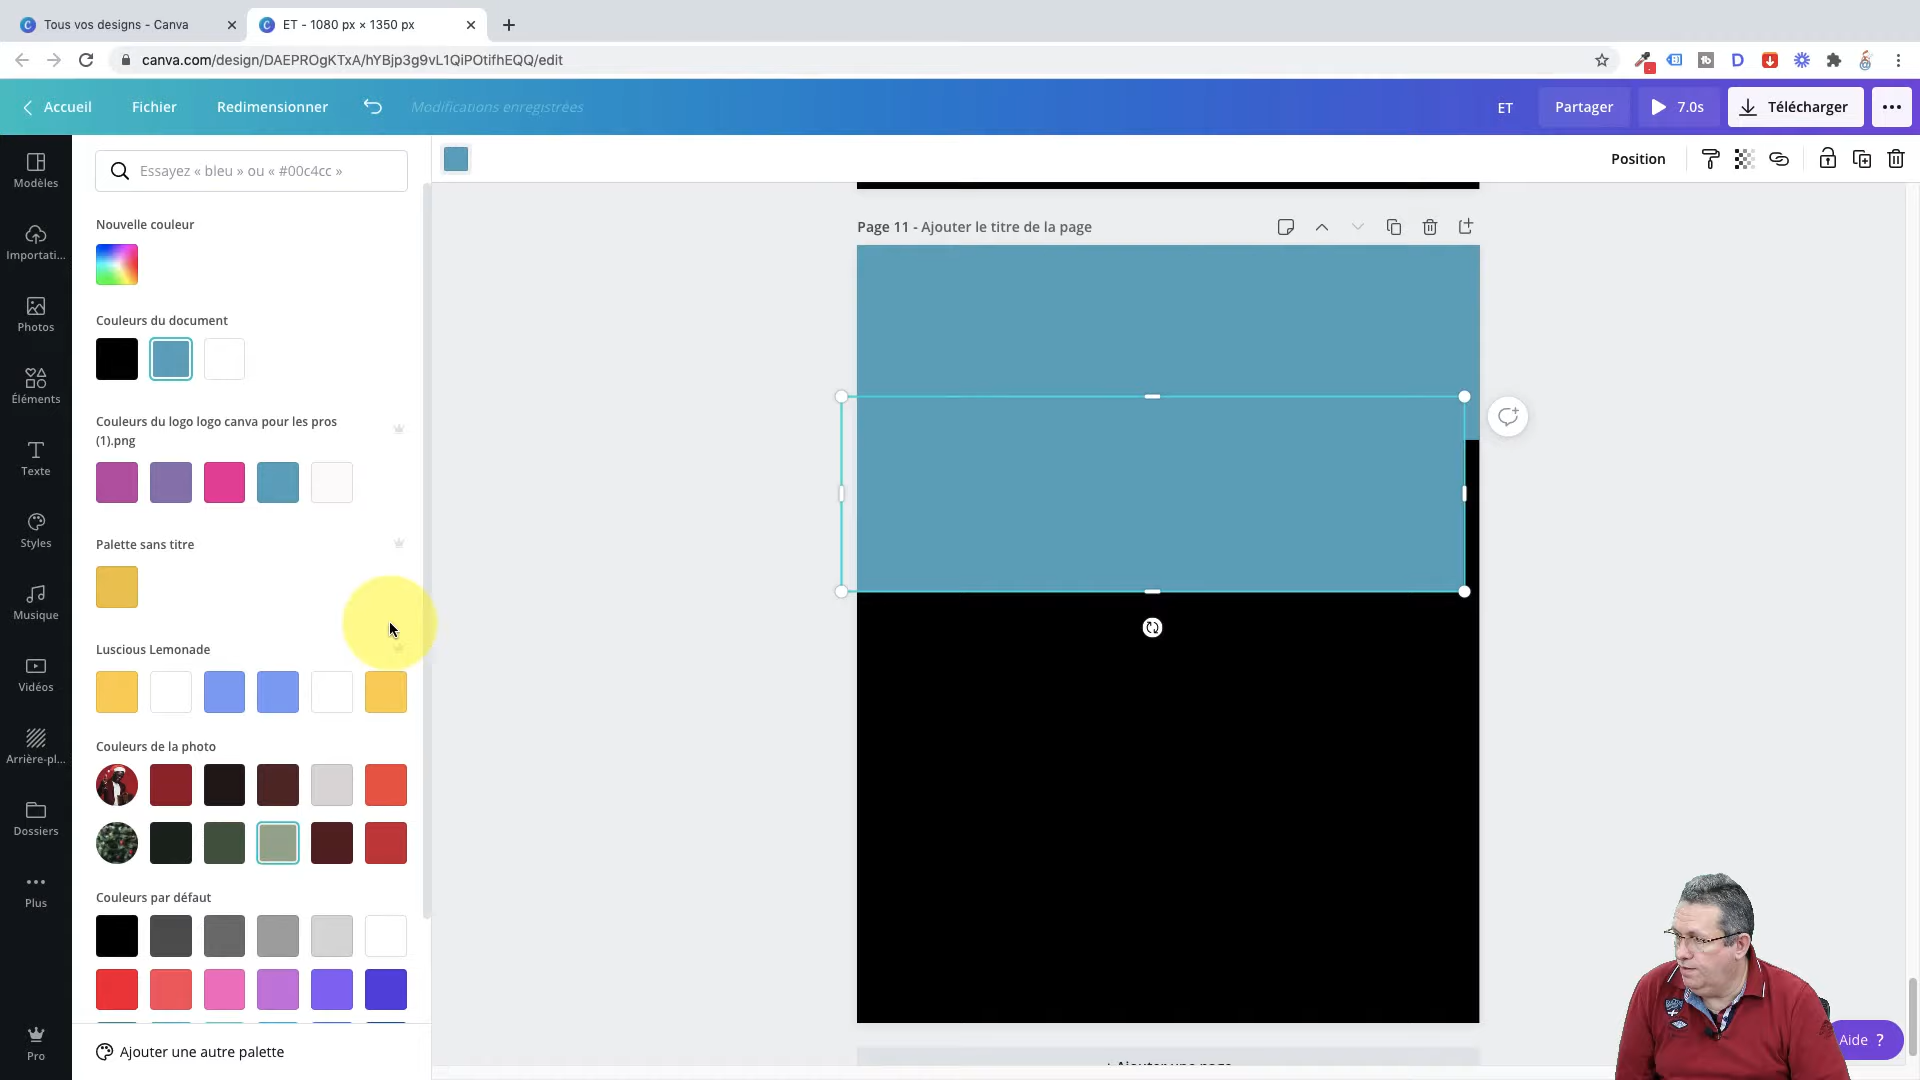 Tous vos designs - Canva
ET - 1080 px × 1350 px
canva.com/design/DAEPROgKTxA/hYBjp3g9vL1QiPOtifhEQQ/edit
Accueil
Fichier
Redimensionner
Modifications enregistrées
ET
Partager
7.0s
Télécharger
Modèles
Importati...
Photos
Éléments
Texte
Styles
Musique
Vidéos
Arrière-pl...
Dossiers
Plus
Pro
Essayez « bleu » ou « #00c4cc »
Nouvelle couleur
Couleurs du document
Couleurs du logo logo canva pour les pros
(1).png
Palette sans titre
Luscious Lemonade
Couleurs de la photo
Couleurs par défaut
Ajouter une autre palette
Position
Page 11 - Ajouter le titre de la page
+ Ajouter une page
Aide ?